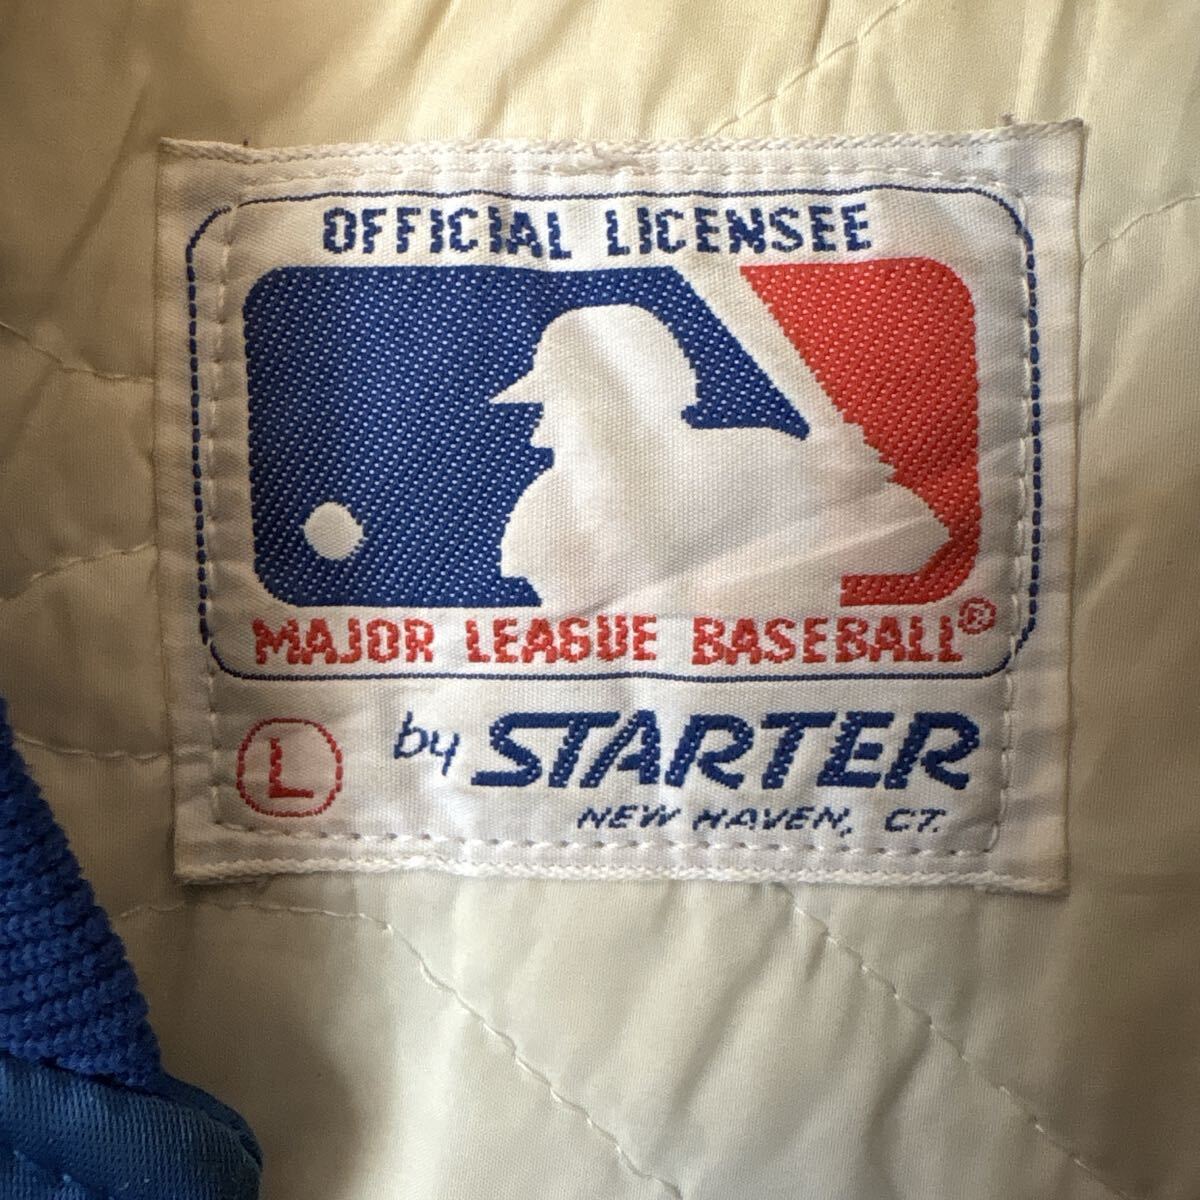 OFFICIAL LICENSEE
MAJOR LEAGUE BASEBALL®
L by STARTER
NEW HAVEN, CT.